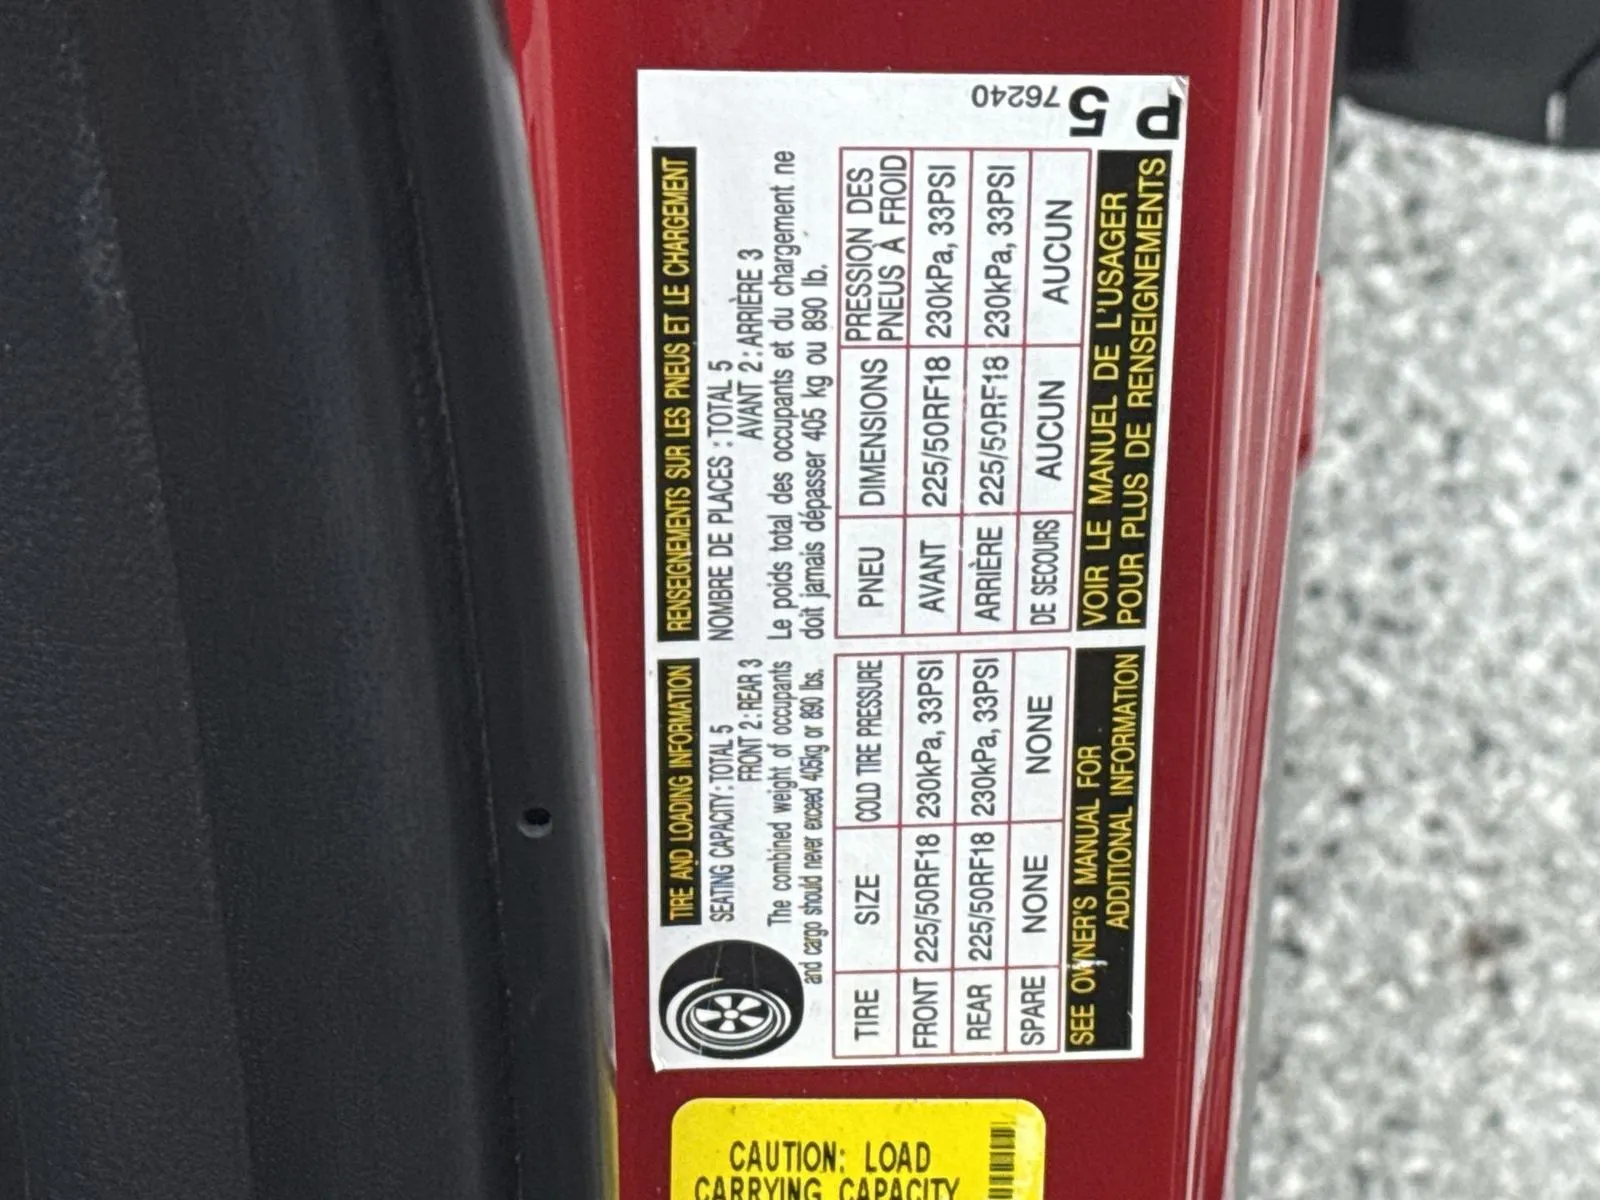 TIRE AND LOADING INFORMATION
SEATING CAPACITY: TOTAL 5
FRONT 2: REAR 3
The combined weight of occupants
and cargo should never exceed 405kg or 890 lbs.
TIRE SIZE COLD TIRE PRESSURE
FRONT 225/50RF18 230kPa, 33PSI
REAR 225/50RF18 230kPa, 33PSI
SPARE NONE NONE
SEE OWNER'S MANUAL FOR
ADDITIONAL INFORMATION
RENSEIGNEMENTS SUR LES PNEUS ET LE CHARGEMENT
NOMBRE DE PLACES : TOTAL 5
AVANT 2: ARRIÈRE 3
Le poids total des occupants et du chargement ne
doit jamais dépasser 405 kg ou 890 lb.
PNEU DIMENSIONS PRESSION DES
PNEUS À FROID
AVANT 225/50RF18 230kPa, 33PSI
ARRIÈRE 225/50RF18 230kPa, 33PSI
DE SECOURS AUCUN AUCUN
VOIR LE MANUEL DE L'USAGER
POUR PLUS DE RENSEIGNEMENTS
76240
5
CAUTION: LOAD
CARRYING CAPACITY